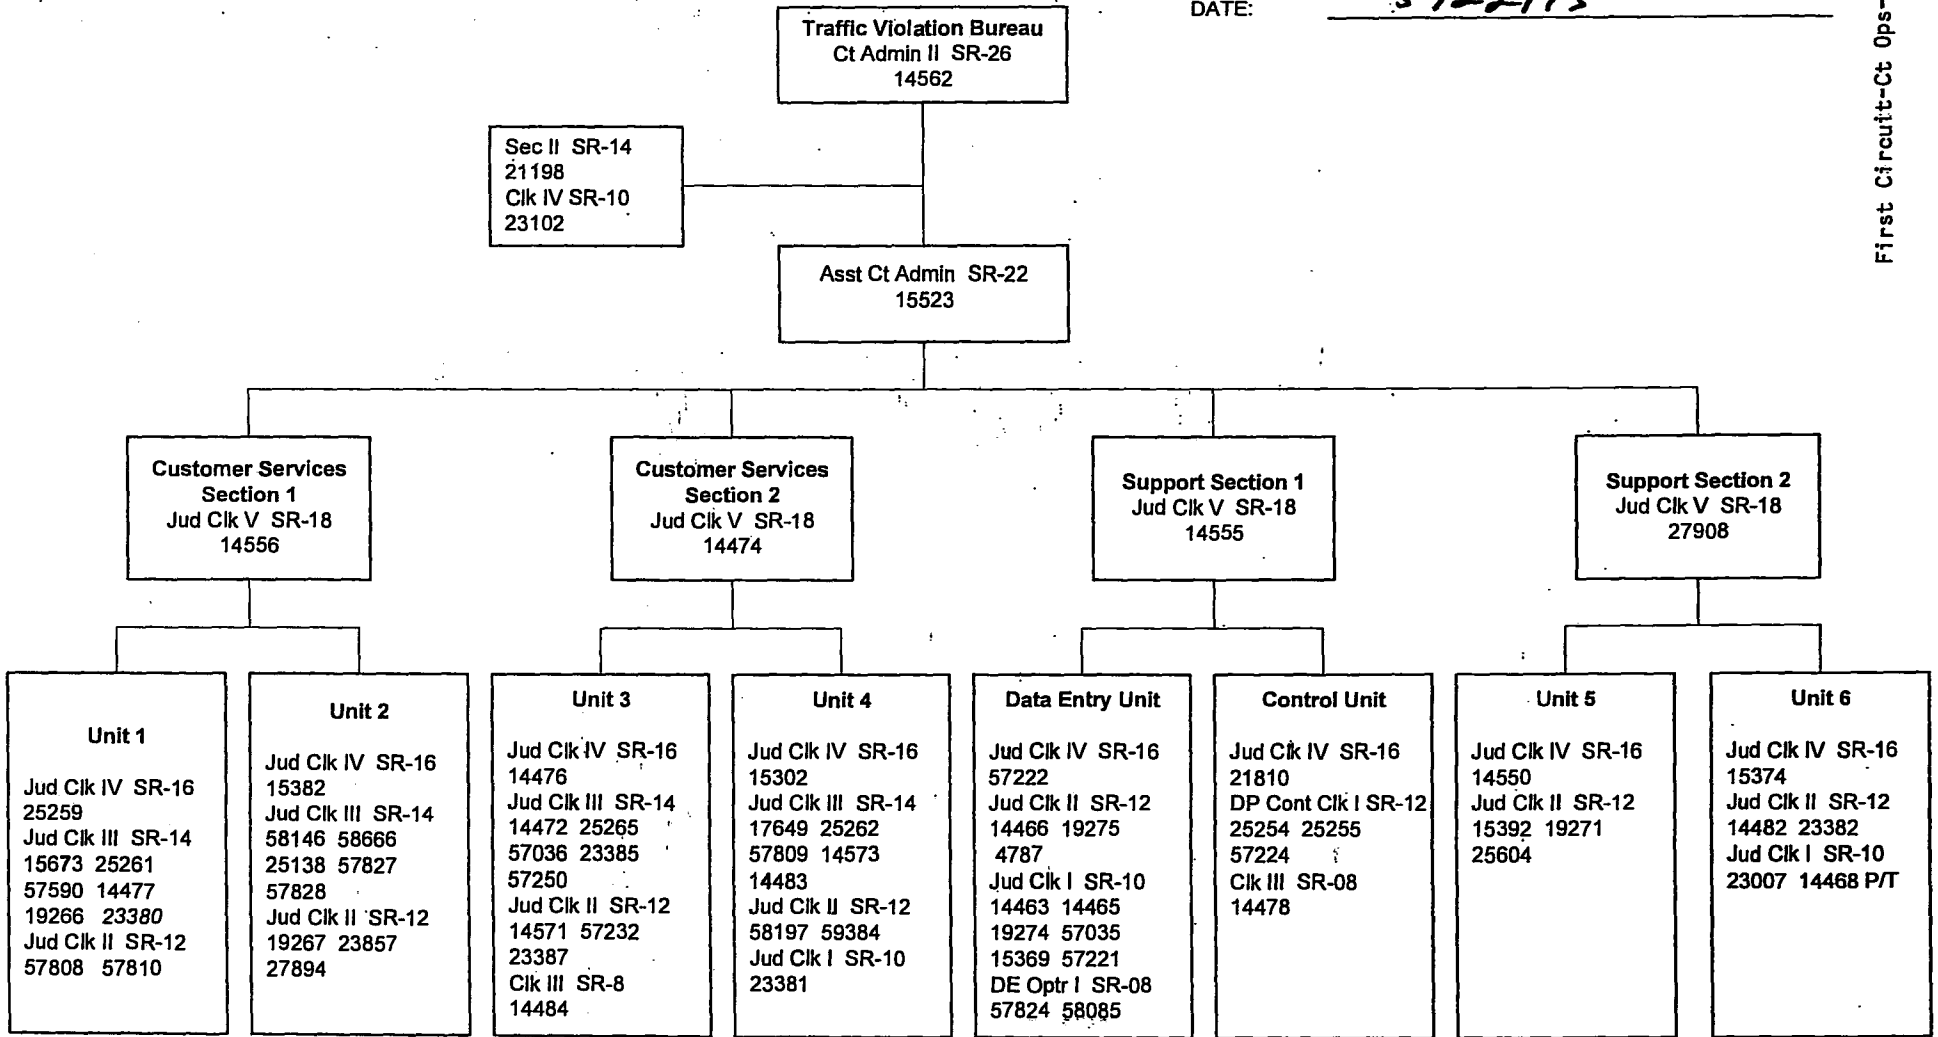 DATE:
First Circuit-Ct Ops-
Traffic Violation Bureau
Ct Admin II SR-26
14562
Sec II SR-14
21198
Clk IV SR-10
23102
Asst Ct Admin SR-22
15523
Customer Services
Section 1
Jud Clk V SR-18
14556
Customer Services
Section 2
Jud Clk V SR-18
14474
Support Section 1
Jud Clk V SR-18
14555
Support Section 2
Jud Clk V SR-18
27908
Unit 1
Jud Clk IV SR-16
25259
Jud Clk III SR-14
15673 25261
57590 14477
19266 23380
Jud Clk II SR-12
57808 57810
Unit 2
Jud Clk IV SR-16
15382
Jud Clk III SR-14
58146 58666
25138 57827
57828
Jud Clk II SR-12
19267 23857
27894
Unit 3
Jud Clk IV SR-16
14476
Jud Clk III SR-14
14472 25265
57036 23385
57250
Jud Clk II SR-12
14571 57232
23387
Clk III SR-8
14484
Unit 4
Jud Clk IV SR-16
15302
Jud Clk III SR-14
17649 25262
57809 14573
14483
Jud Clk II SR-12
58197 59384
Jud Clk I SR-10
23381
Data Entry Unit
Jud Clk IV SR-16
57222
Jud Clk II SR-12
14466 19275
4787
Jud Clk I SR-10
14463 14465
19274 57035
15369 57221
DE Optr I SR-08
57824 58085
Control Unit
Jud Clk IV SR-16
21810
DP Cont Clk I SR-12
25254 25255
57224
Clk III SR-08
14478
Unit 5
Jud Clk IV SR-16
14550
Jud Clk II SR-12
15392 19271
25604
Unit 6
Jud Clk IV SR-16
15374
Jud Clk II SR-12
14482 23382
Jud Clk I SR-10
23007 14468 P/T